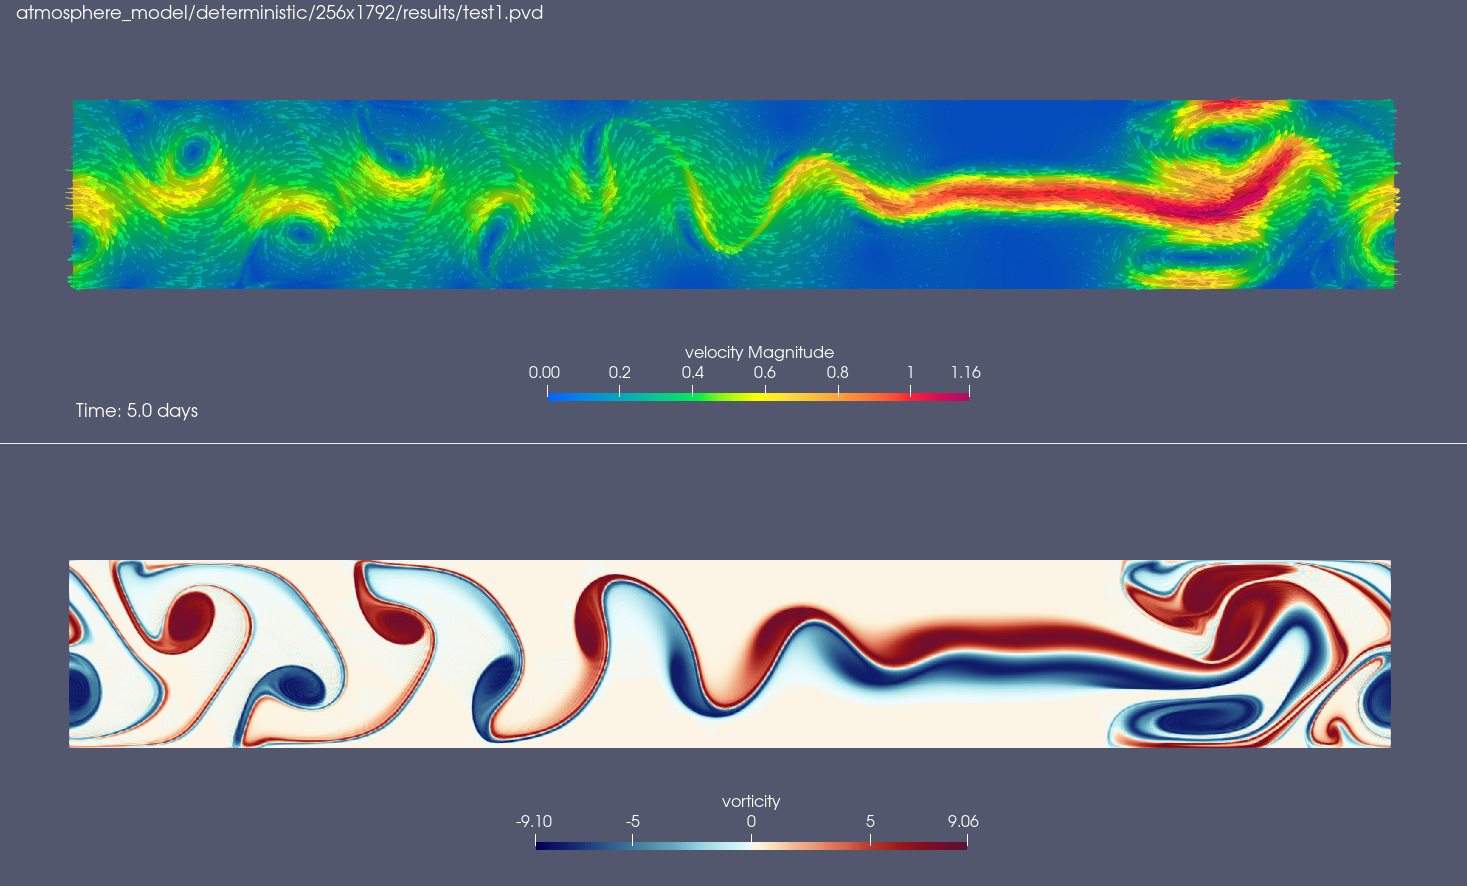 atmosphere_model/deterministic/256x1792/results/test1.pvd
velocity Magnitude
0.00 0.2 0.4 0.6 0.8 1 1.16
Time: 5.0 days
vorticity
-9.10 -5 0 5 9.06